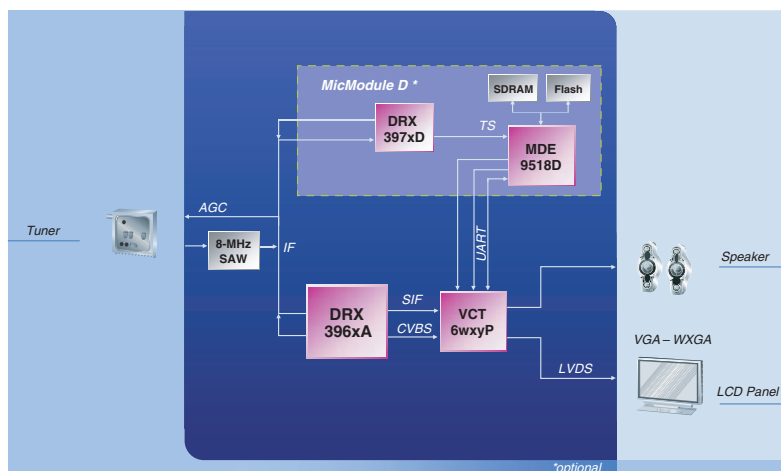 MicModule D *
SDRAM
Flash
DRX
397xD
TS
MDE
9518D
AGC
Tuner
8-MHz
SAW
IF
UART
Speaker
DRX
396xA
SIF
CVBS
VCT
6wxyP
VGA – WXGA
LVDS
LCD Panel
*optional